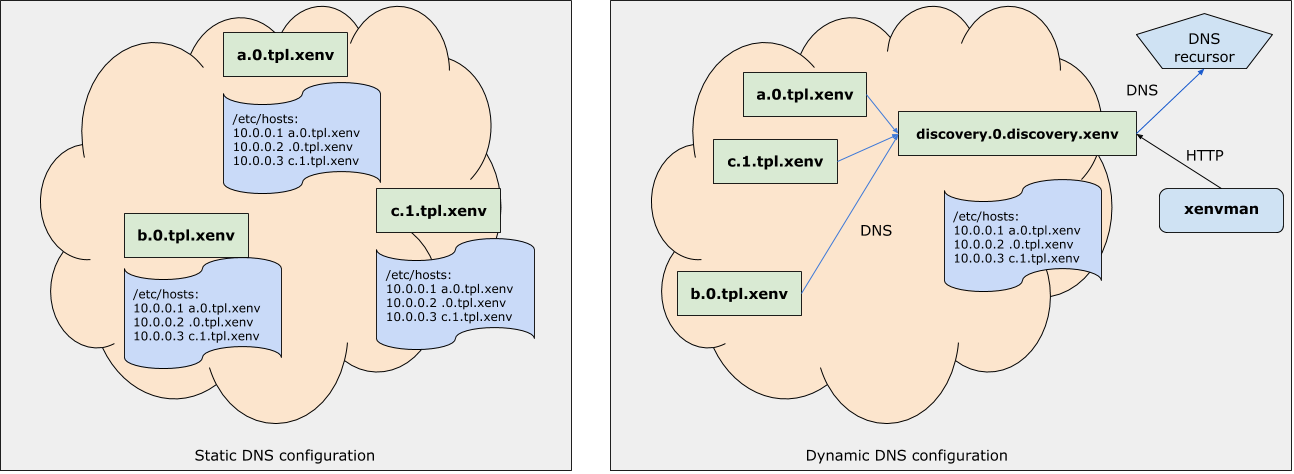 a.0.tpl.xenv
/etc/hosts:
10.0.0.1 a.0.tpl.xenv
10.0.0.2 .0.tpl.xenv
10.0.0.3 c.1.tpl.xenv
c.1.tpl.xenv
/etc/hosts:
10.0.0.1 a.0.tpl.xenv
10.0.0.2 .0.tpl.xenv
10.0.0.3 c.1.tpl.xenv
b.0.tpl.xenv
/etc/hosts:
10.0.0.1 a.0.tpl.xenv
10.0.0.2 .0.tpl.xenv
10.0.0.3 c.1.tpl.xenv
Static DNS configuration
DNS
recursor
DNS
a.0.tpl.xenv
discovery.0.discovery.xenv
c.1.tpl.xenv
HTTP
xenvman
/etc/hosts:
10.0.0.1 a.0.tpl.xenv
10.0.0.2 .0.tpl.xenv
10.0.0.3 c.1.tpl.xenv
DNS
b.0.tpl.xenv
Dynamic DNS configuration